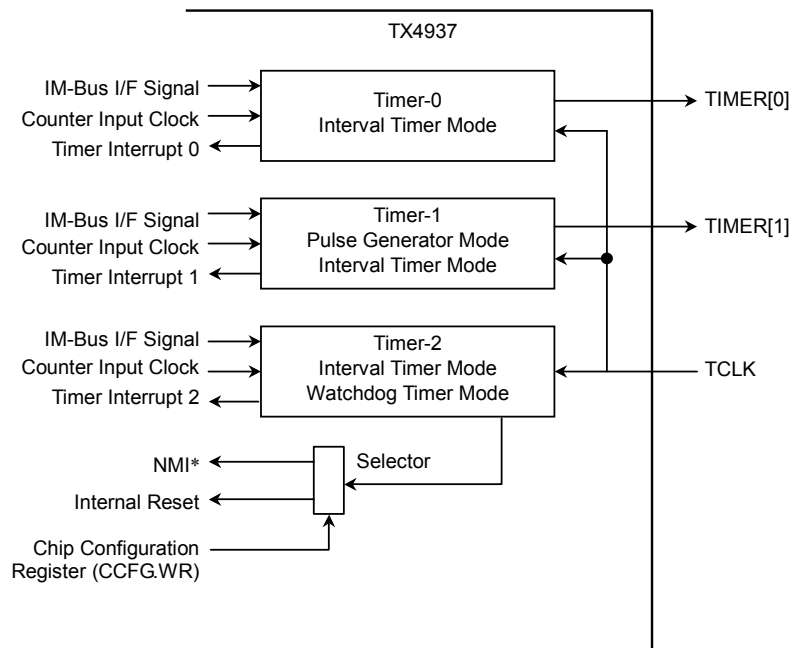 TX4937
IM-Bus I/F Signal
Counter Input Clock
Timer Interrupt 0
Timer-0
Interval Timer Mode
TIMER[0]
IM-Bus I/F Signal
Counter Input Clock
Timer Interrupt 1
Timer-1
Pulse Generator Mode
Interval Timer Mode
TIMER[1]
IM-Bus I/F Signal
Counter Input Clock
Timer Interrupt 2
Timer-2
Interval Timer Mode
Watchdog Timer Mode
TCLK
NMI*
Internal Reset
Selector
Chip Configuration
Register (CCFG.WR)